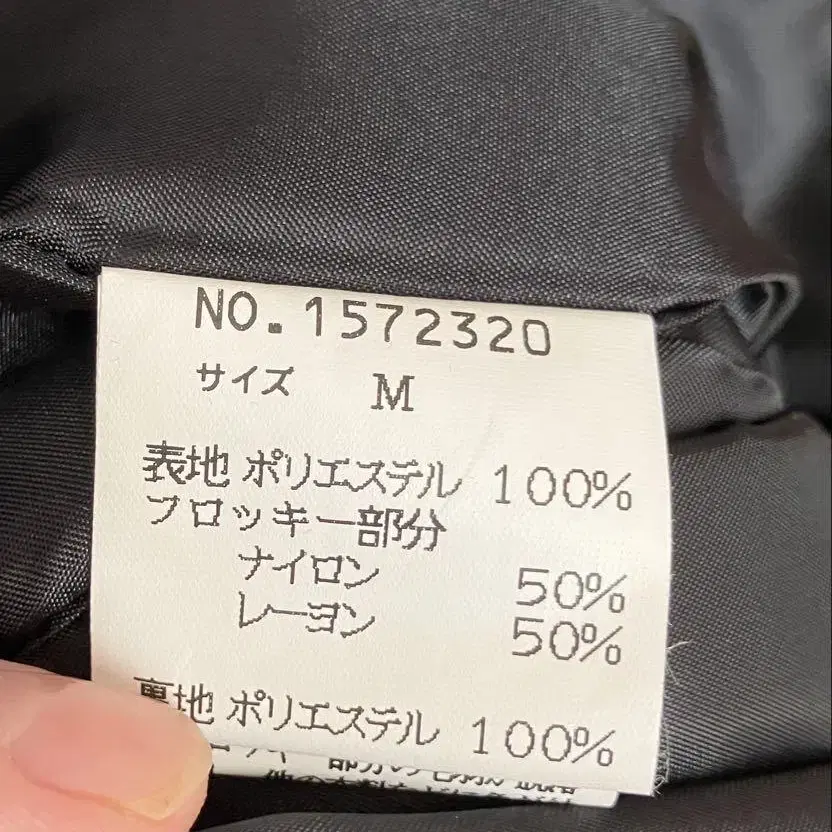 NO.1572320
サイズ M
表地 ポリエステル 100%
フロッキー部分
ナイロン 50%
レーヨン 50%
裏地 ポリエステル 100%